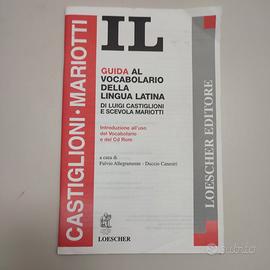 IL
GUIDA AL
VOCABOLARIO
DELLA
LINGUA LATINA
DI LUIGI CASTIGLIONI
E SCEVOLA MARIOTTI
Introduzione all'uso
del Vocabolario
e del Cd Rom
a cura di
Fulvio Allegramente - Duccio Canestri
LOESCHER
CASTIGLIONI • MARIOTTI
LOESCHER EDITORE
subito